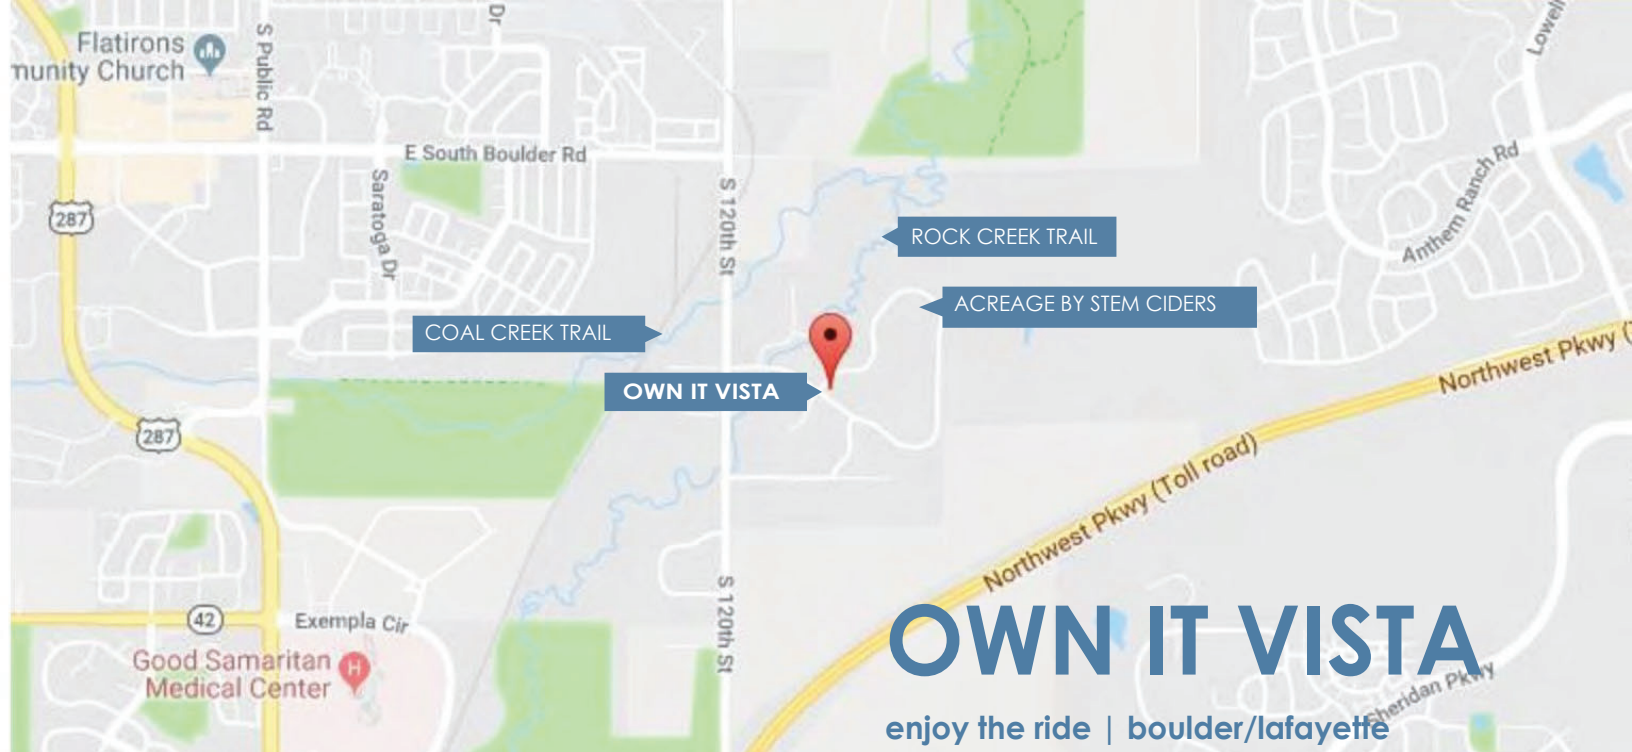 Flatirons
munity Church
S Public Rd
Dr
Lowell
E South Boulder Rd
Saratoga Dr
287
S 120th St
ROCK CREEK TRAIL
Anthem Ranch Rd
ACREAGE BY STEM CIDERS
COAL CREEK TRAIL
OWN IT VISTA
Northwest Pkwy (
287
Northwest Pkwy (Toll road)
42
Exempla Cir
S 120th St
Good Samaritan
Medical Center
H
OWN IT VISTA
Sheridan Pkwy
enjoy the ride | boulder/lafayette